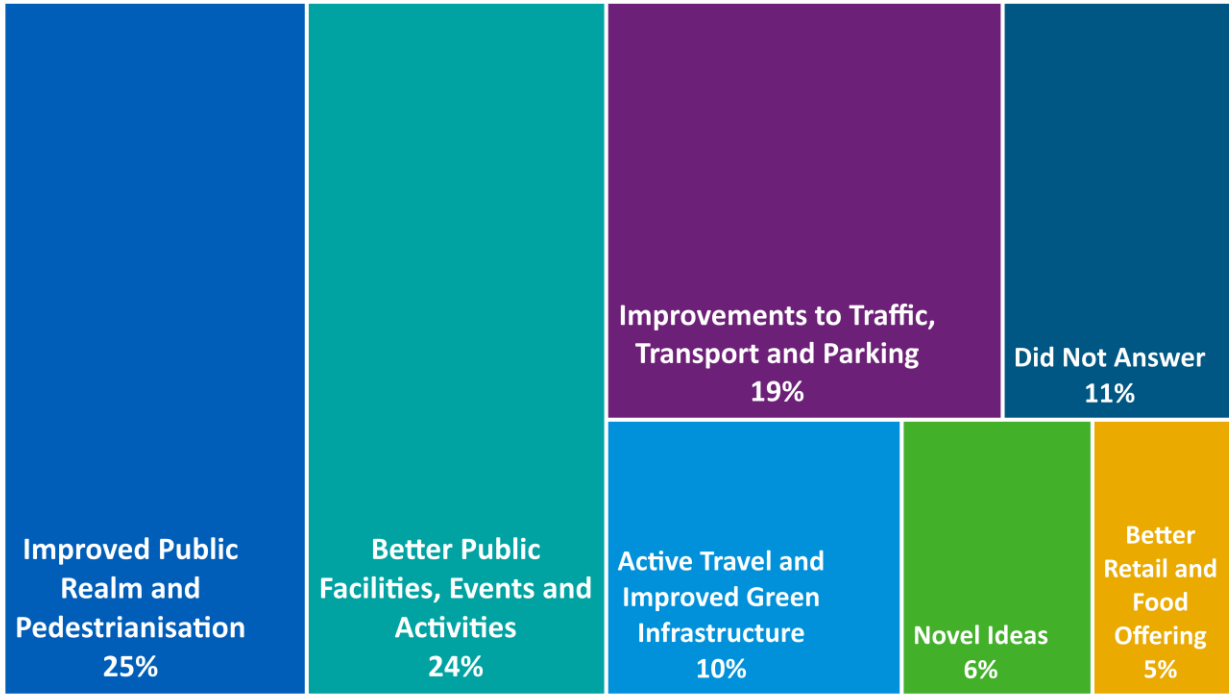 Improved Public
Realm and
Pedestrianisation
25%
Better Public
Facilities, Events and
Activities
24%
Improvements to Traffic,
Transport and Parking
19%
Did Not Answer
11%
Active Travel and
Improved Green
Infrastructure
10%
Novel Ideas
6%
Better
Retail and
Food
Offering
5%